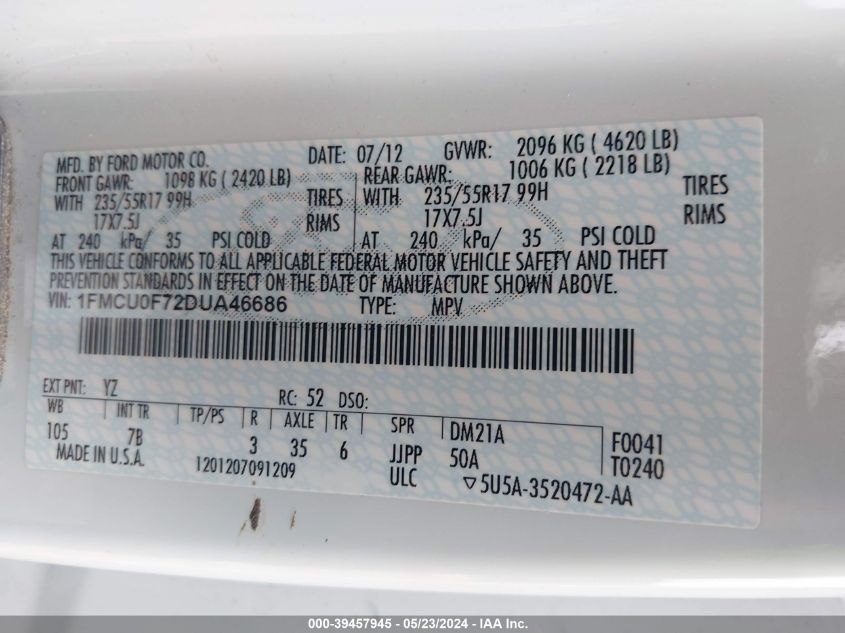 MFD. BY FORD MOTOR CO. DATE: 07/12 GVWR: 2096 KG ( 4620 LB)
FRONT GAWR: 1098 KG ( 2420 LB) REAR GAWR: 1006 KG ( 2218 LB)
WITH 235/55R17 99H TIRES WITH 235/55R17 99H TIRES
17X7.5J RIMS 17X7.5J RIMS
AT 240 kPa/ 35 PSI COLD AT 240 kPa/ 35 PSI COLD
THIS VEHICLE CONFORMS TO ALL APPLICABLE FEDERAL MOTOR VEHICLE SAFETY AND THEFT
PREVENTION STANDARDS IN EFFECT ON THE DATE OF MANUFACTURE SHOWN ABOVE.
VIN: 1FMCU0F72DUA46686 TYPE: MPV
EXT PNT: YZ RC: 52 DSO:
WB INT TR TP/PS R AXLE TR SPR DM21A F0041
105 7B 3 35 6 JJPP 50A T0240
MADE IN U.S.A. 1201207091209 ULC ▽5U5A-3520472-AA
000-39457945 — 05/23/2024 — IAA Inc.